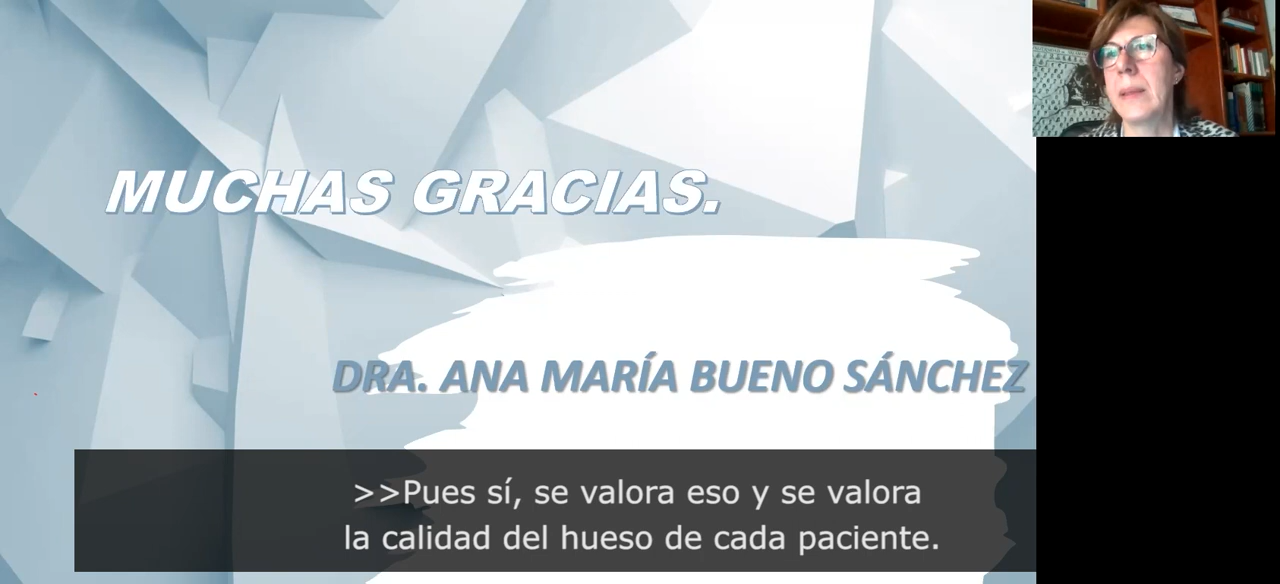 MUCHAS GRACIAS.
DRA. ANA MARÍA BUENO SÁNCHEZ
>>Pues sí, se valora eso y se valora
la calidad del hueso de cada paciente.